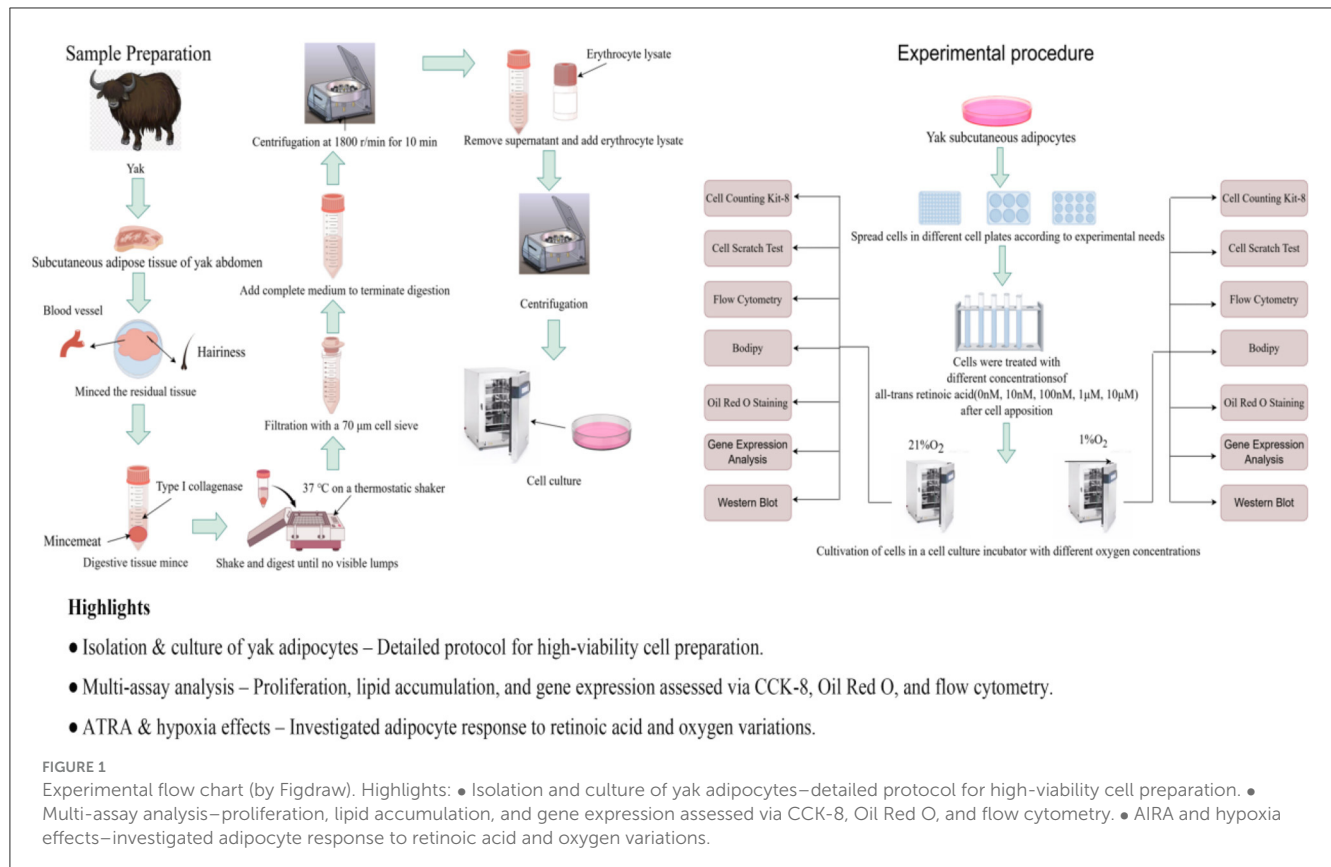 Sample Preparation
Yak
Subcutaneous adipose tissue of yak abdomen
Blood vessel
Hairiness
Minced the residual tissue
Type I collagenase
Mincemeat
Digestive tissue mince
37 °C on a thermostatic shaker
Shake and digest until no visible lumps
Filtration with a 70 μm cell sieve
Add complete medium to terminate digestion
Centrifugation at 1800 r/min for 10 min
Erythrocyte lysate
Remove supernatant and add erythrocyte lysate
Centrifugation
Cell culture
Experimental procedure
Yak subcutaneous adipocytes
Spread cells in different cell plates according to experimental needs
Cells were treated with
different concentrationsof
all-trans retinoic acid(0nM, 10nM, 100nM, 1μM, 10μM)
after cell apposition
21%O2
1%O2
Cultivation of cells in a cell culture incubator with different oxygen concentrations
Cell Counting Kit-8
Cell Scratch Test
Flow Cytometry
Bodipy
Oil Red O Staining
Gene Expression
Analysis
Western Blot
Cell Counting Kit-8
Cell Scratch Test
Flow Cytometry
Bodipy
Oil Red O Staining
Gene Expression
Analysis
Western Blot
Highlights
● Isolation & culture of yak adipocytes – Detailed protocol for high-viability cell preparation.
● Multi-assay analysis – Proliferation, lipid accumulation, and gene expression assessed via CCK-8, Oil Red O, and flow cytometry.
● ATRA & hypoxia effects – Investigated adipocyte response to retinoic acid and oxygen variations.
FIGURE 1
Experimental flow chart (by Figdraw). Highlights: ● Isolation and culture of yak adipocytes–detailed protocol for high-viability cell preparation. ●
Multi-assay analysis–proliferation, lipid accumulation, and gene expression assessed via CCK-8, Oil Red O, and flow cytometry. ● AIRA and hypoxia
effects–investigated adipocyte response to retinoic acid and oxygen variations.